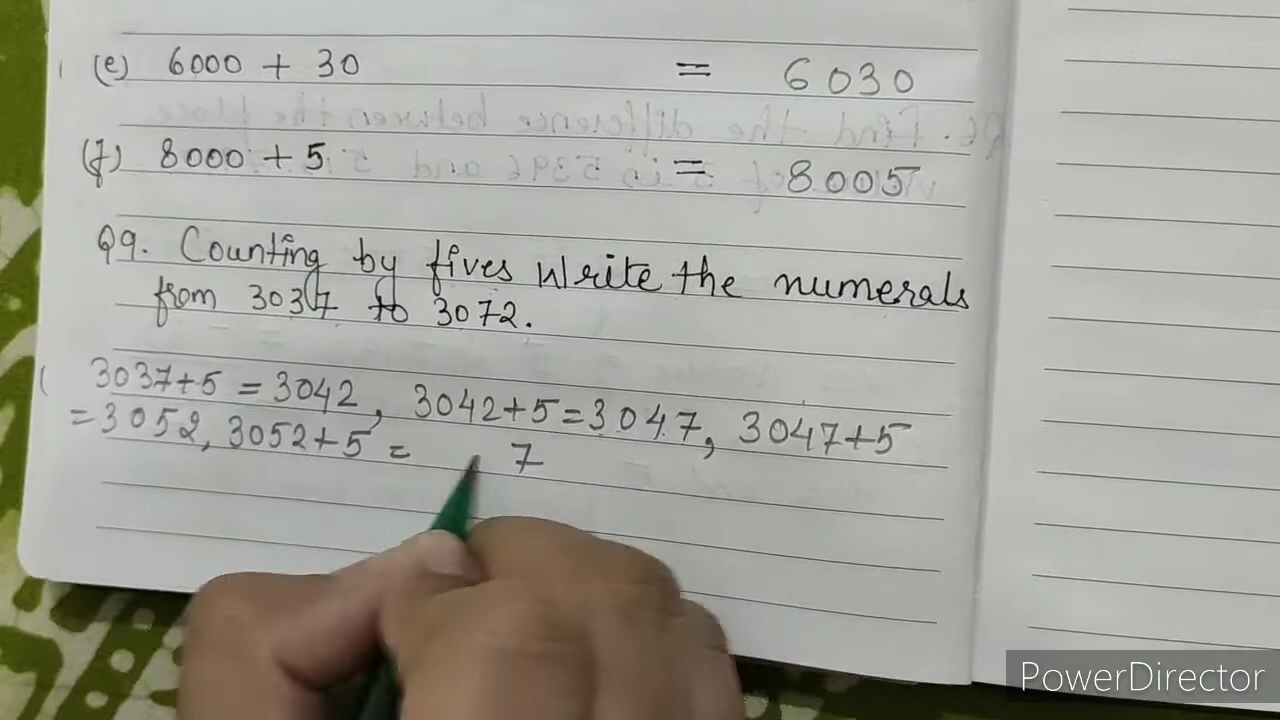 (e) 6000 + 30 = 6030
(f) 8000 + 5 = 8005
Q9. Counting by fives Write the numerals
from 3037 to 3072.
3037+5 = 3042, 3042+5=3047, 3047+5
=3052, 3052+5 = 7
PowerDirector